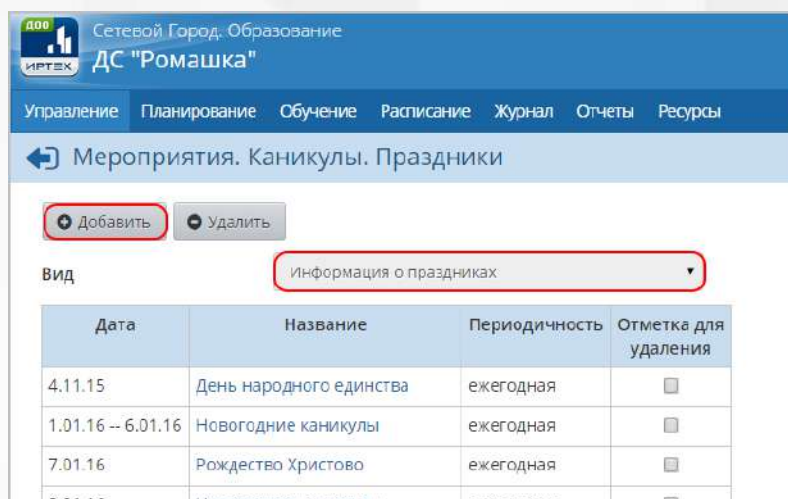 ДОО
ИРТЕХ
Сетевой Город. Образование
ДС "Ромашка"
Управление Планирование Обучение Расписание Журнал Отчеты Ресурсы
Мероприятия. Каникулы. Праздники
Добавить Удалить
Вид Информация о праздниках
Дата Название Периодичность Отметка для
удаления
4.11.15 День народного единства ежегодная
1.01.16 -- 6.01.16 Новогодние каникулы ежегодная
7.01.16 Рождество Христово ежегодная